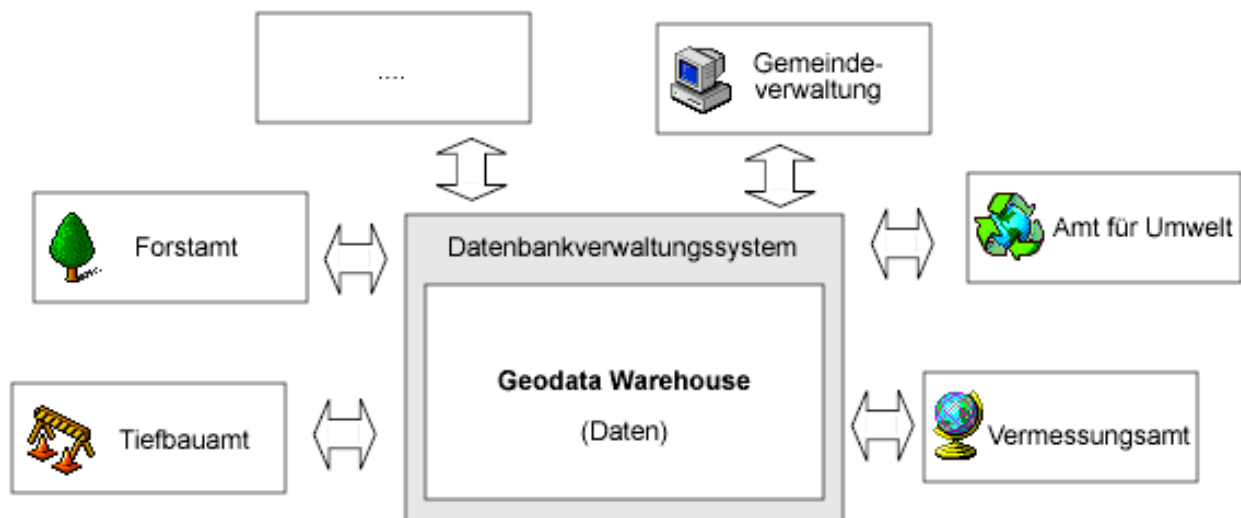 ....
Gemeinde-
verwaltung
Forstamt
Datenbankverwaltungssystem
Amt für Umwelt
Geodata Warehouse
(Daten)
Tiefbauamt
Vermessungsamt